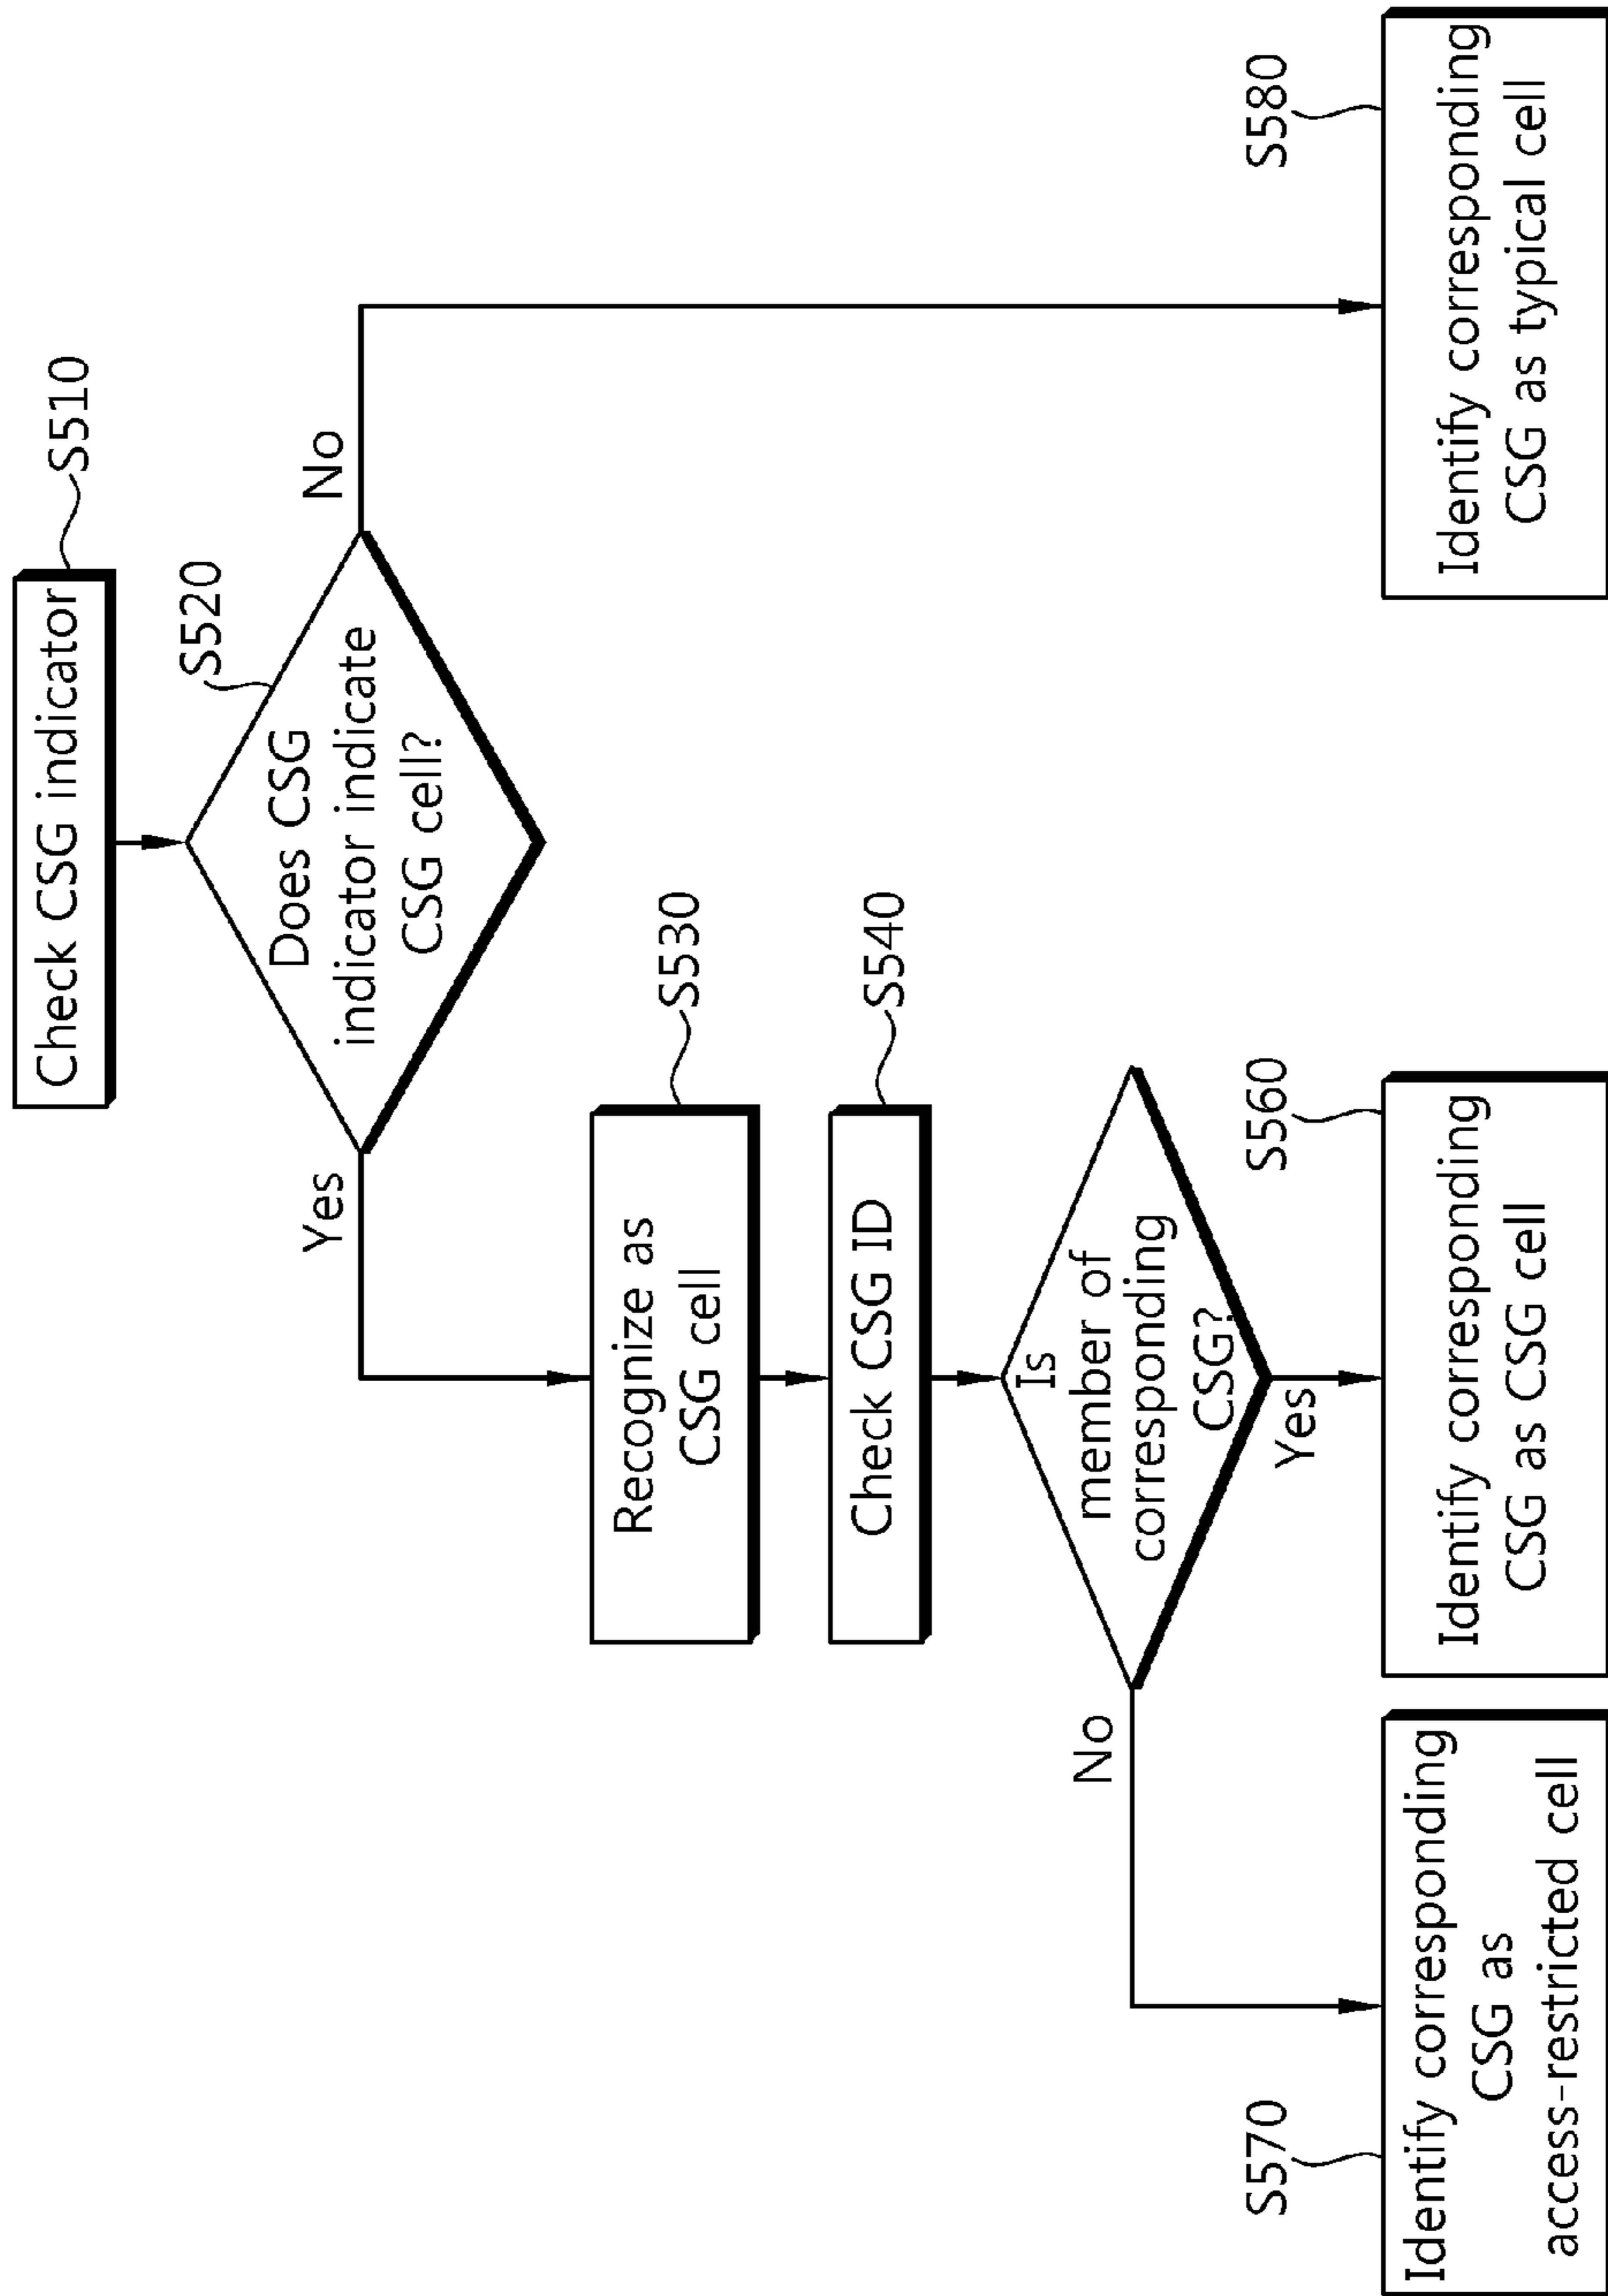 Check CSG indicator
S510
S520
Does CSG
indicator indicate
CSG cell?
Yes
No
Recognize as
CSG cell
S530
Check CSG ID
S540
Is
member of
corresponding
CSG?
No
Yes
S570
Identify corresponding
CSG as
access-restricted cell
S560
Identify corresponding
CSG as CSG cell
S580
Identify corresponding
CSG as typical cell